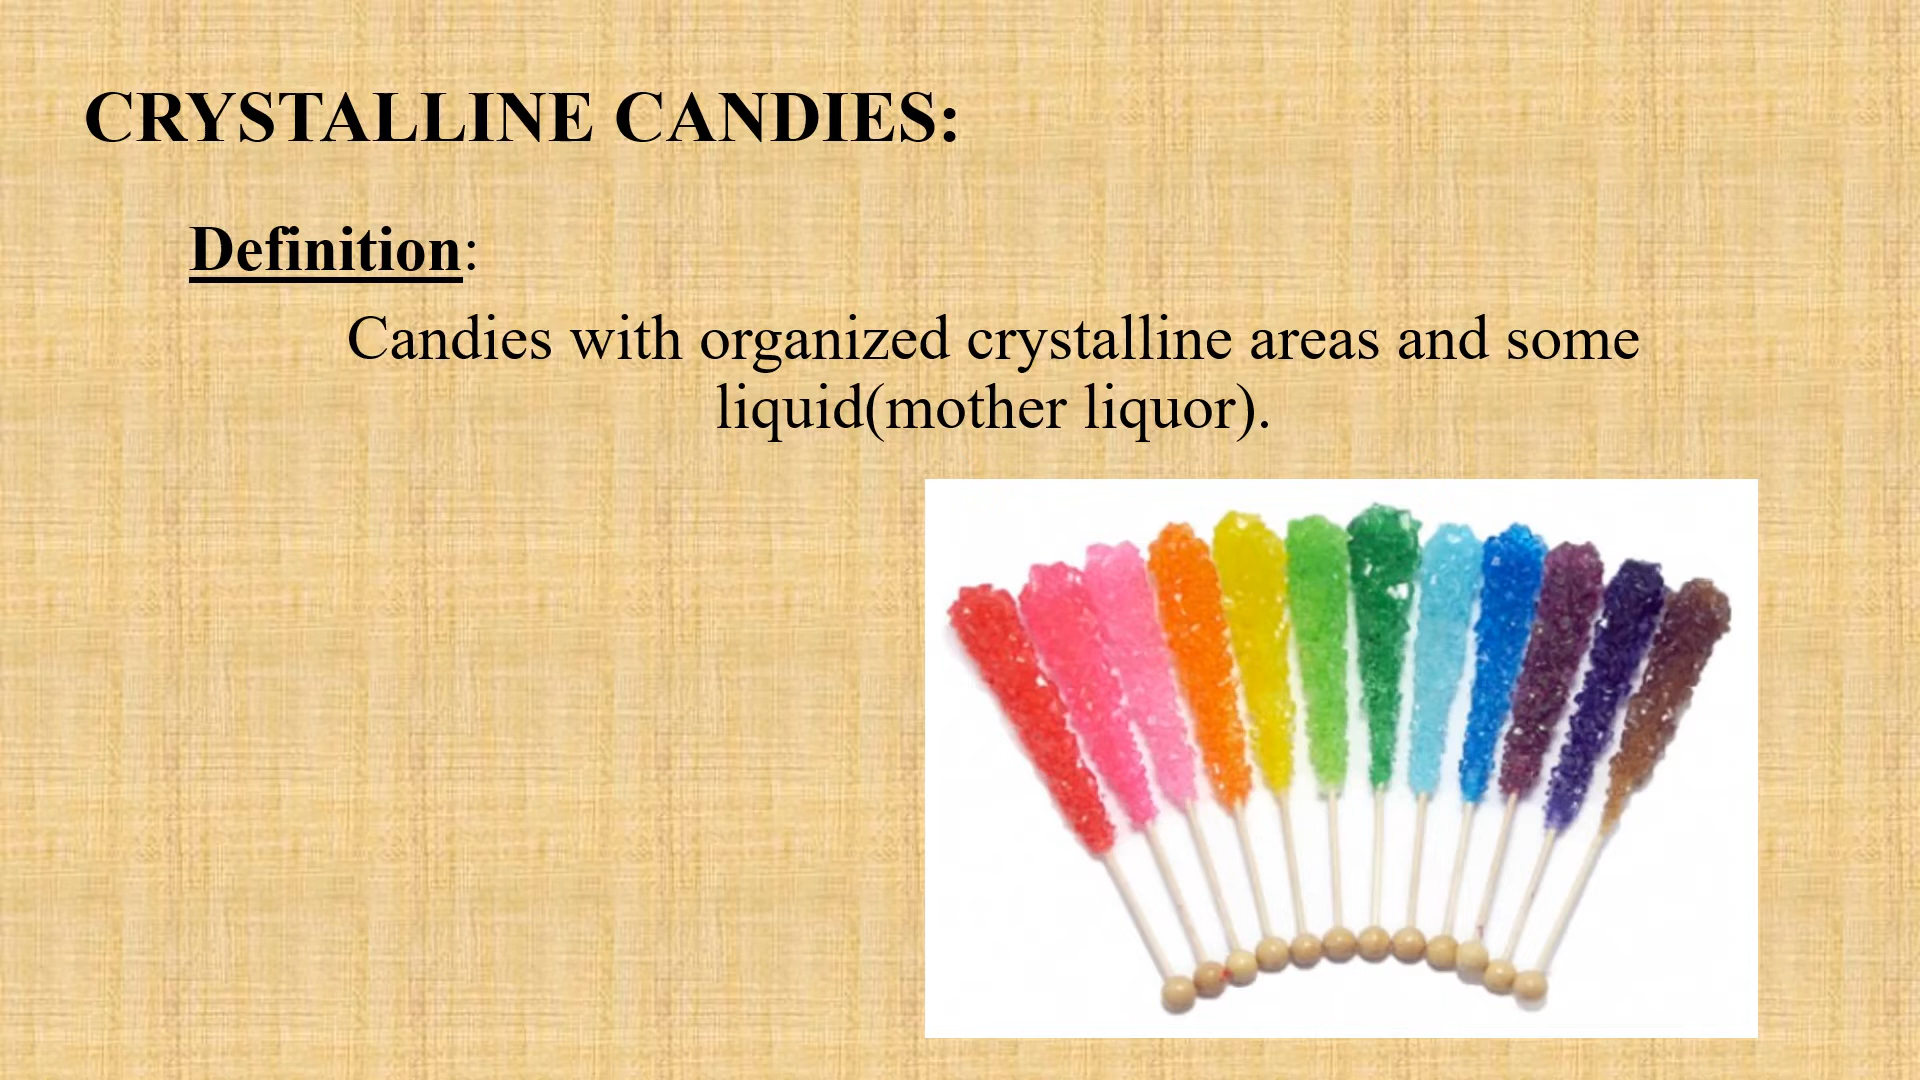 CRYSTALLINE CANDIES:
Definition:
Candies with organized crystalline areas and some
liquid(mother liquor).